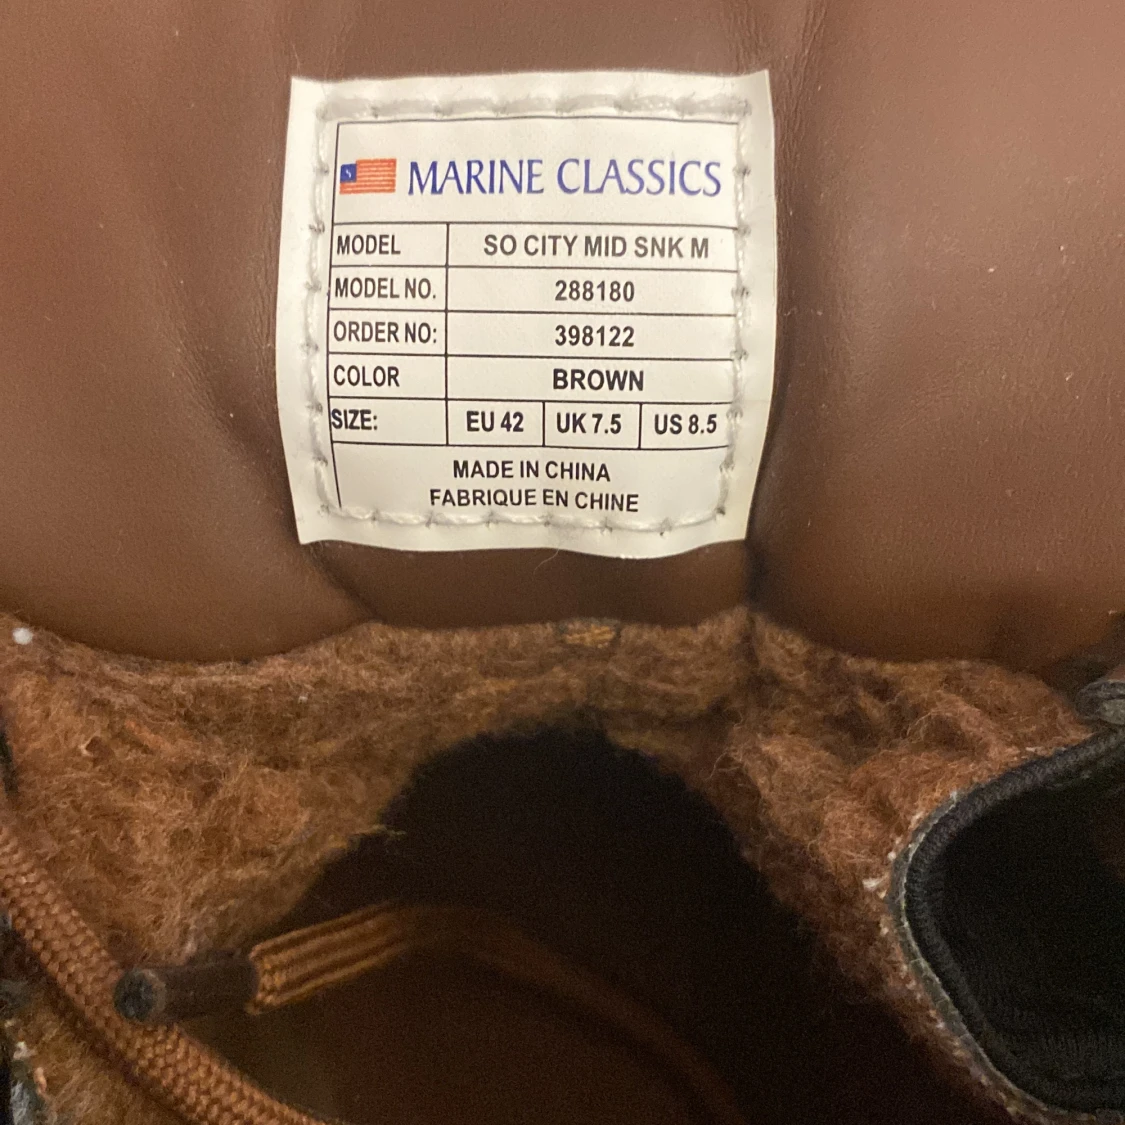 MARINE CLASSICS
MODEL SO CITY MID SNK M
MODEL NO. 288180
ORDER NO: 398122
COLOR BROWN
SIZE: EU 42 UK 7.5 US 8.5
MADE IN CHINA
FABRIQUE EN CHINE